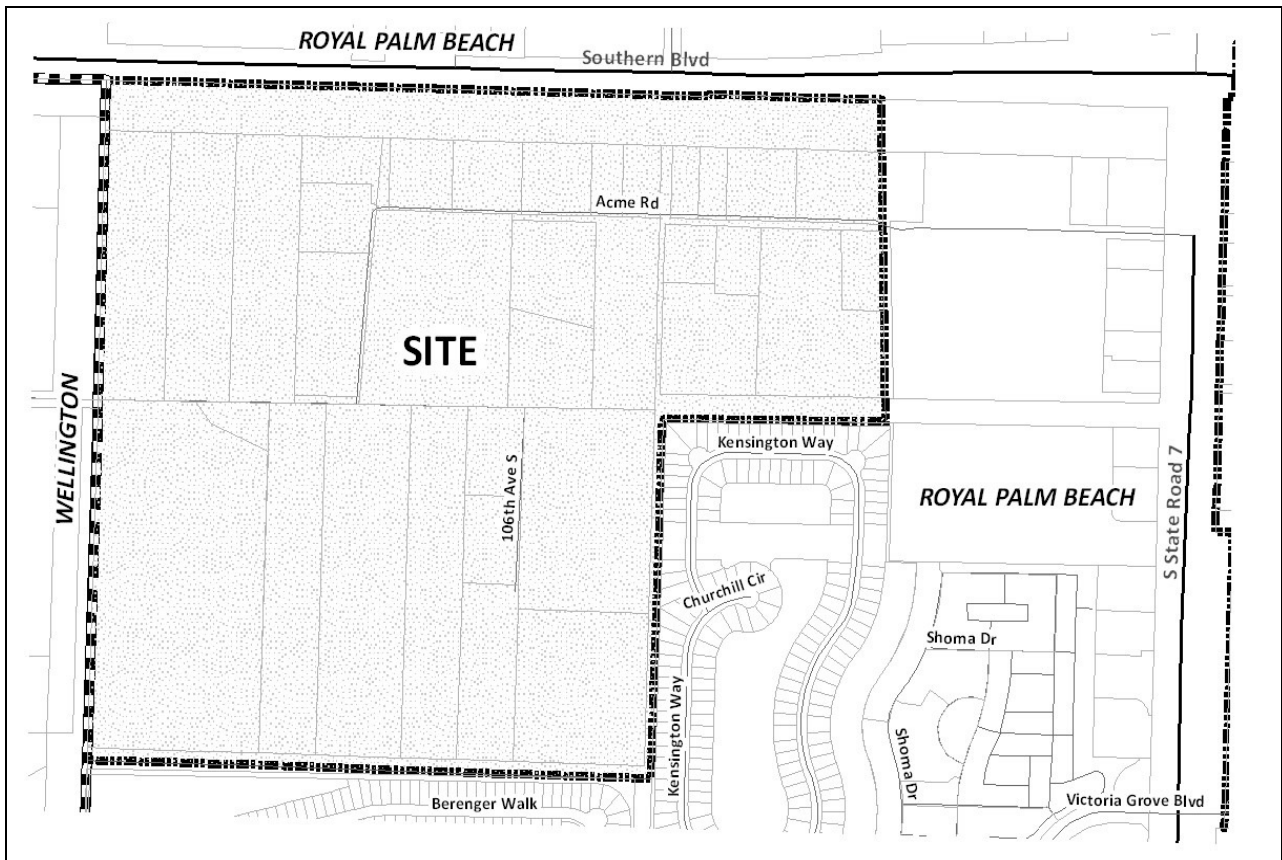 ROYAL PALM BEACH
Southern Blvd
Acme Rd
SITE
WELLINGTON
106th Ave S
Kensington Way
ROYAL PALM BEACH
S State Road 7
Churchill Cir
Shoma Dr
Kensington Way
Shoma Dr
Berenger Walk
Victoria Grove Blvd